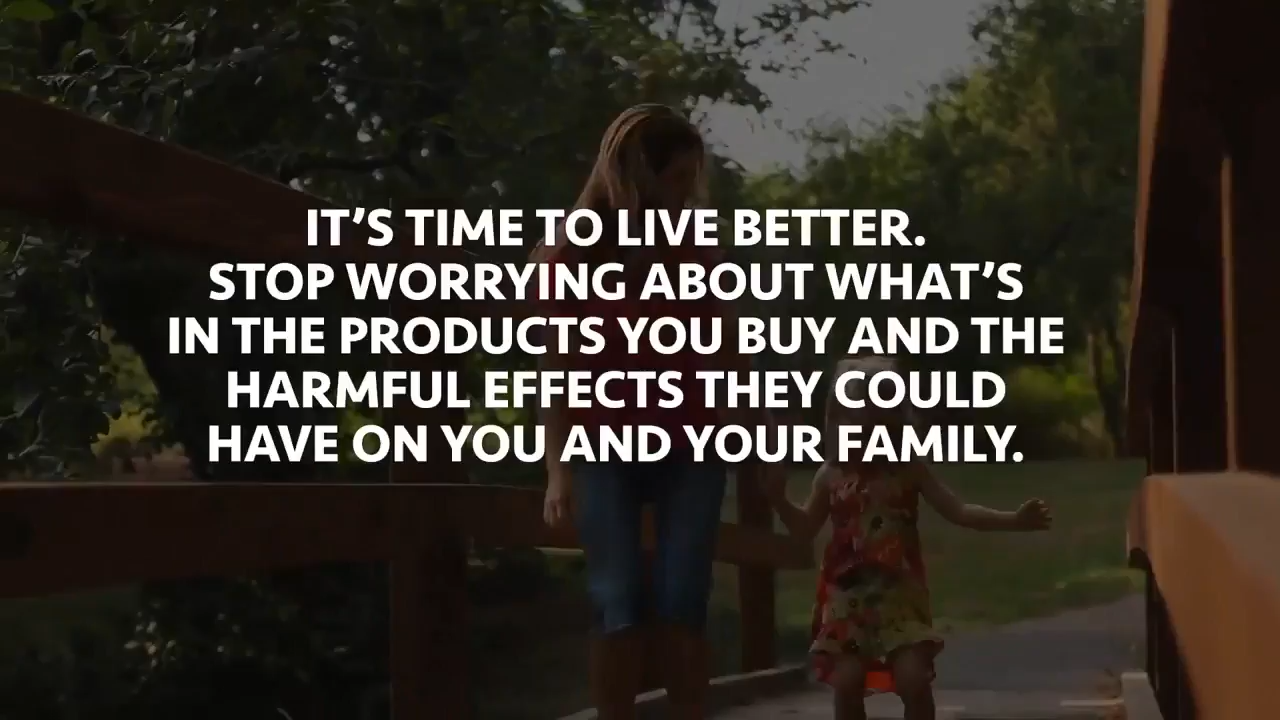 IT’S TIME TO LIVE BETTER.
STOP WORRYING ABOUT WHAT’S
IN THE PRODUCTS YOU BUY AND THE
HARMFUL EFFECTS THEY COULD
HAVE ON YOU AND YOUR FAMILY.